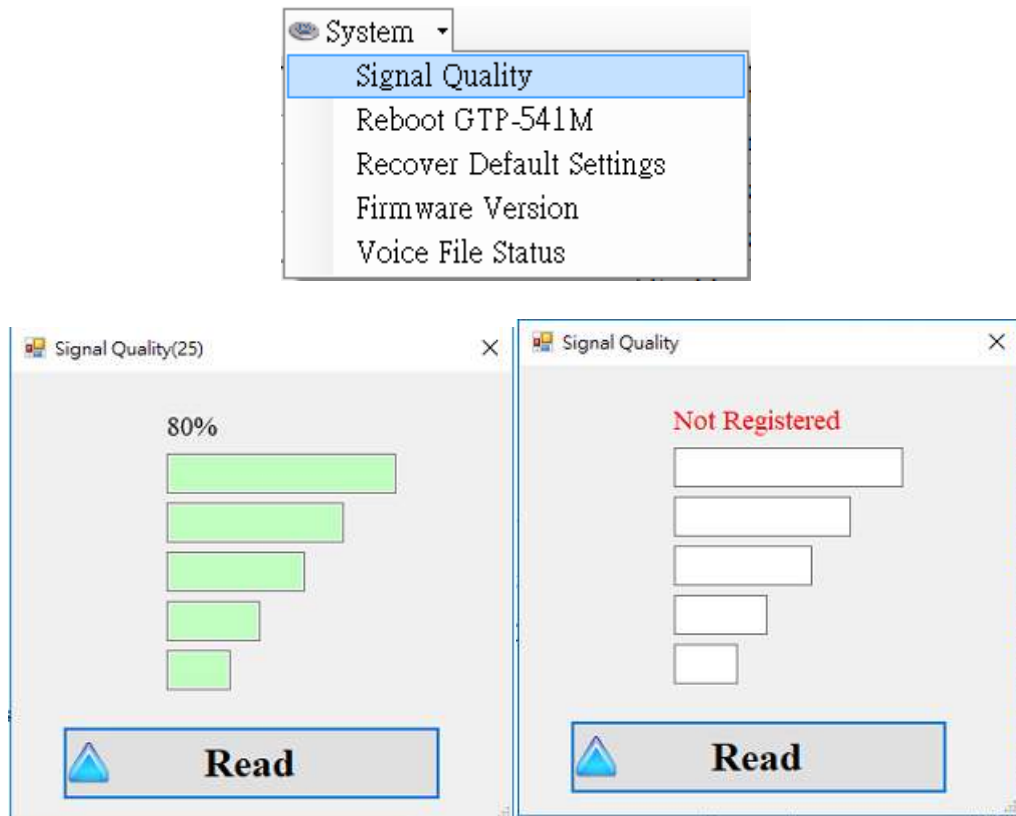 System
Signal Quality
Reboot GTP-541M
Recover Default Settings
Firmware Version
Voice File Status
Signal Quality(25)
80%
Read
Signal Quality
Not Registered
Read